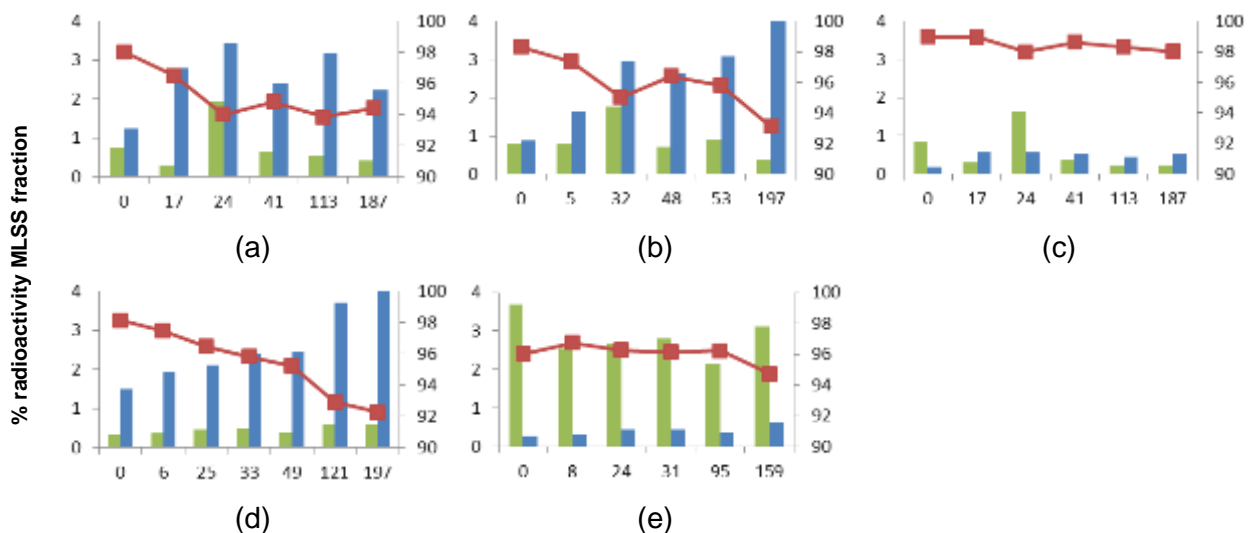 % radioactivity MLSS fraction
4 3 2 1 0
100 98 96 94 92 90
0 17 24 41 113 187
(a)
4 3 2 1 0
100 98 96 94 92 90
0 5 32 48 53 197
(b)
4 3 2 1 0
100 98 96 94 92 90
0 17 24 41 113 187
(c)
4 3 2 1 0
100 98 96 94 92 90
0 6 25 33 49 121 197
(d)
4 3 2 1 0
100 98 96 94 92 90
0 8 24 31 95 159
(e)